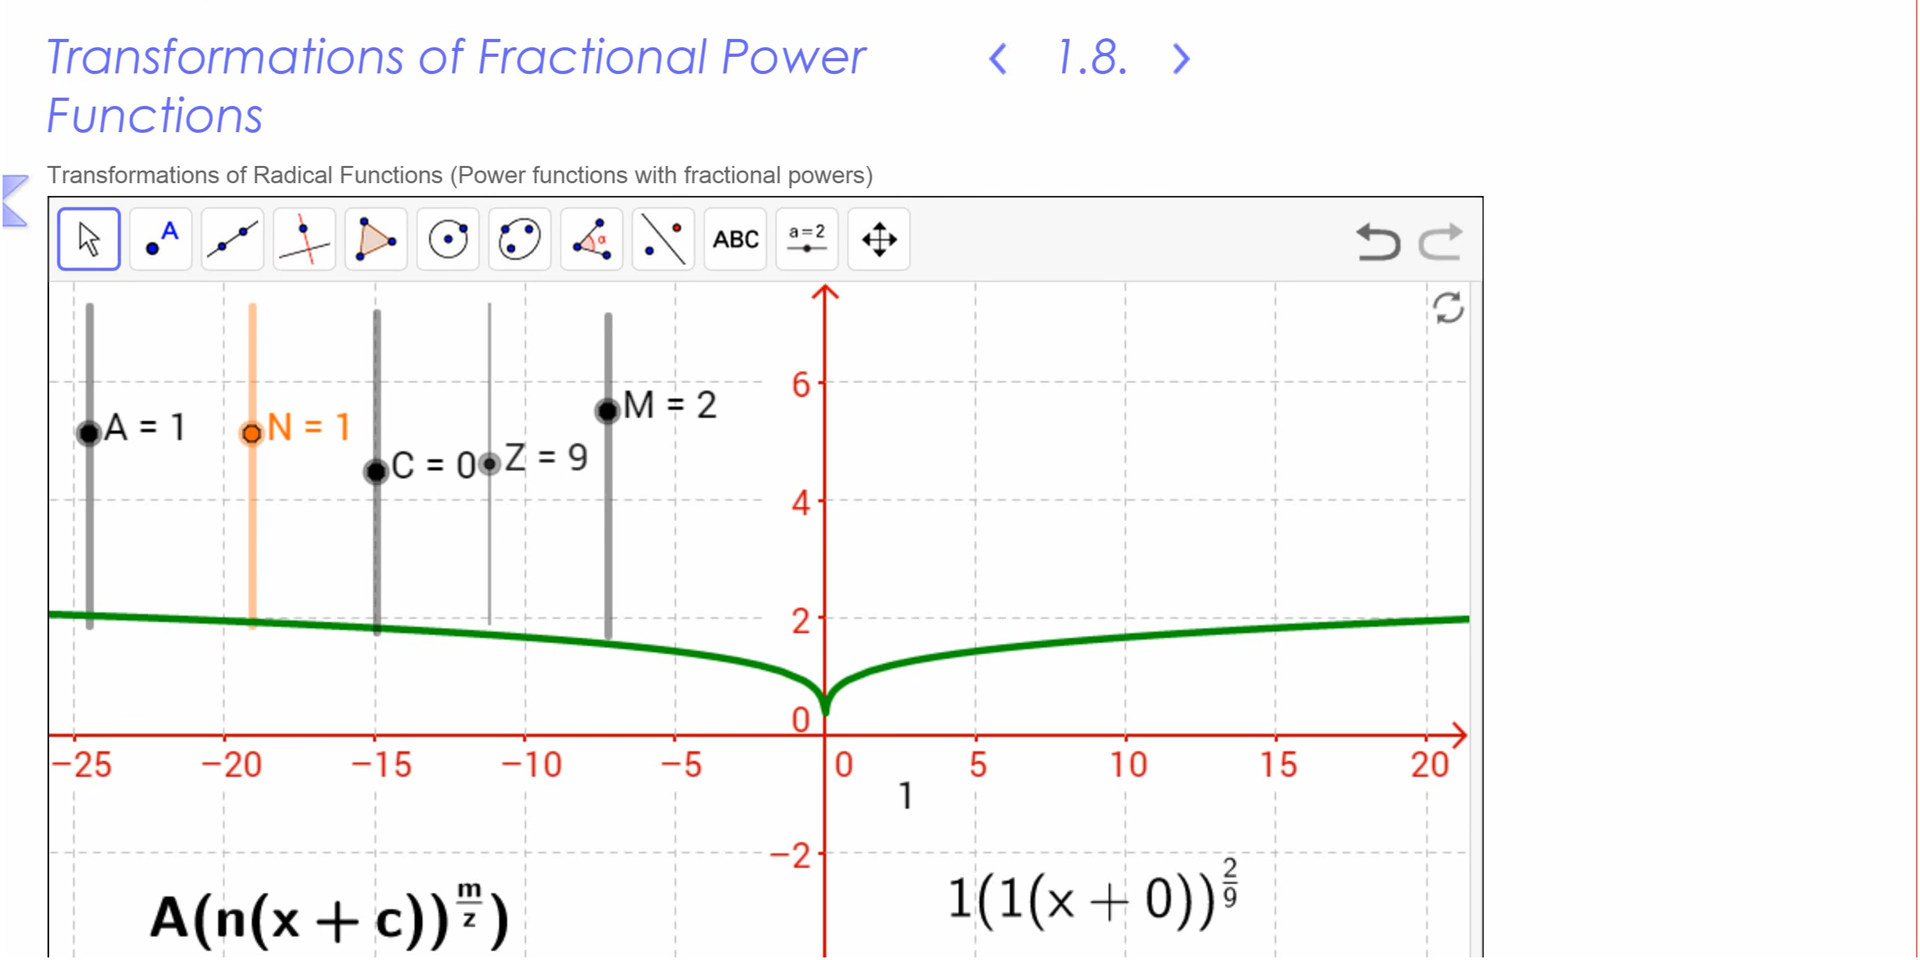 Transformations of Fractional Power
Functions
1.8.
Transformations of Radical Functions (Power functions with fractional powers)
A
α
ABC
a=2
A = 1
N = 1
C = 0
Z = 9
M = 2
6
4
2
0
−25 −20 −15 −10 −5 0 5 10 15 20
1
−2
A(n(x + c))^(m/z))
1(1(x + 0))^(2/9)